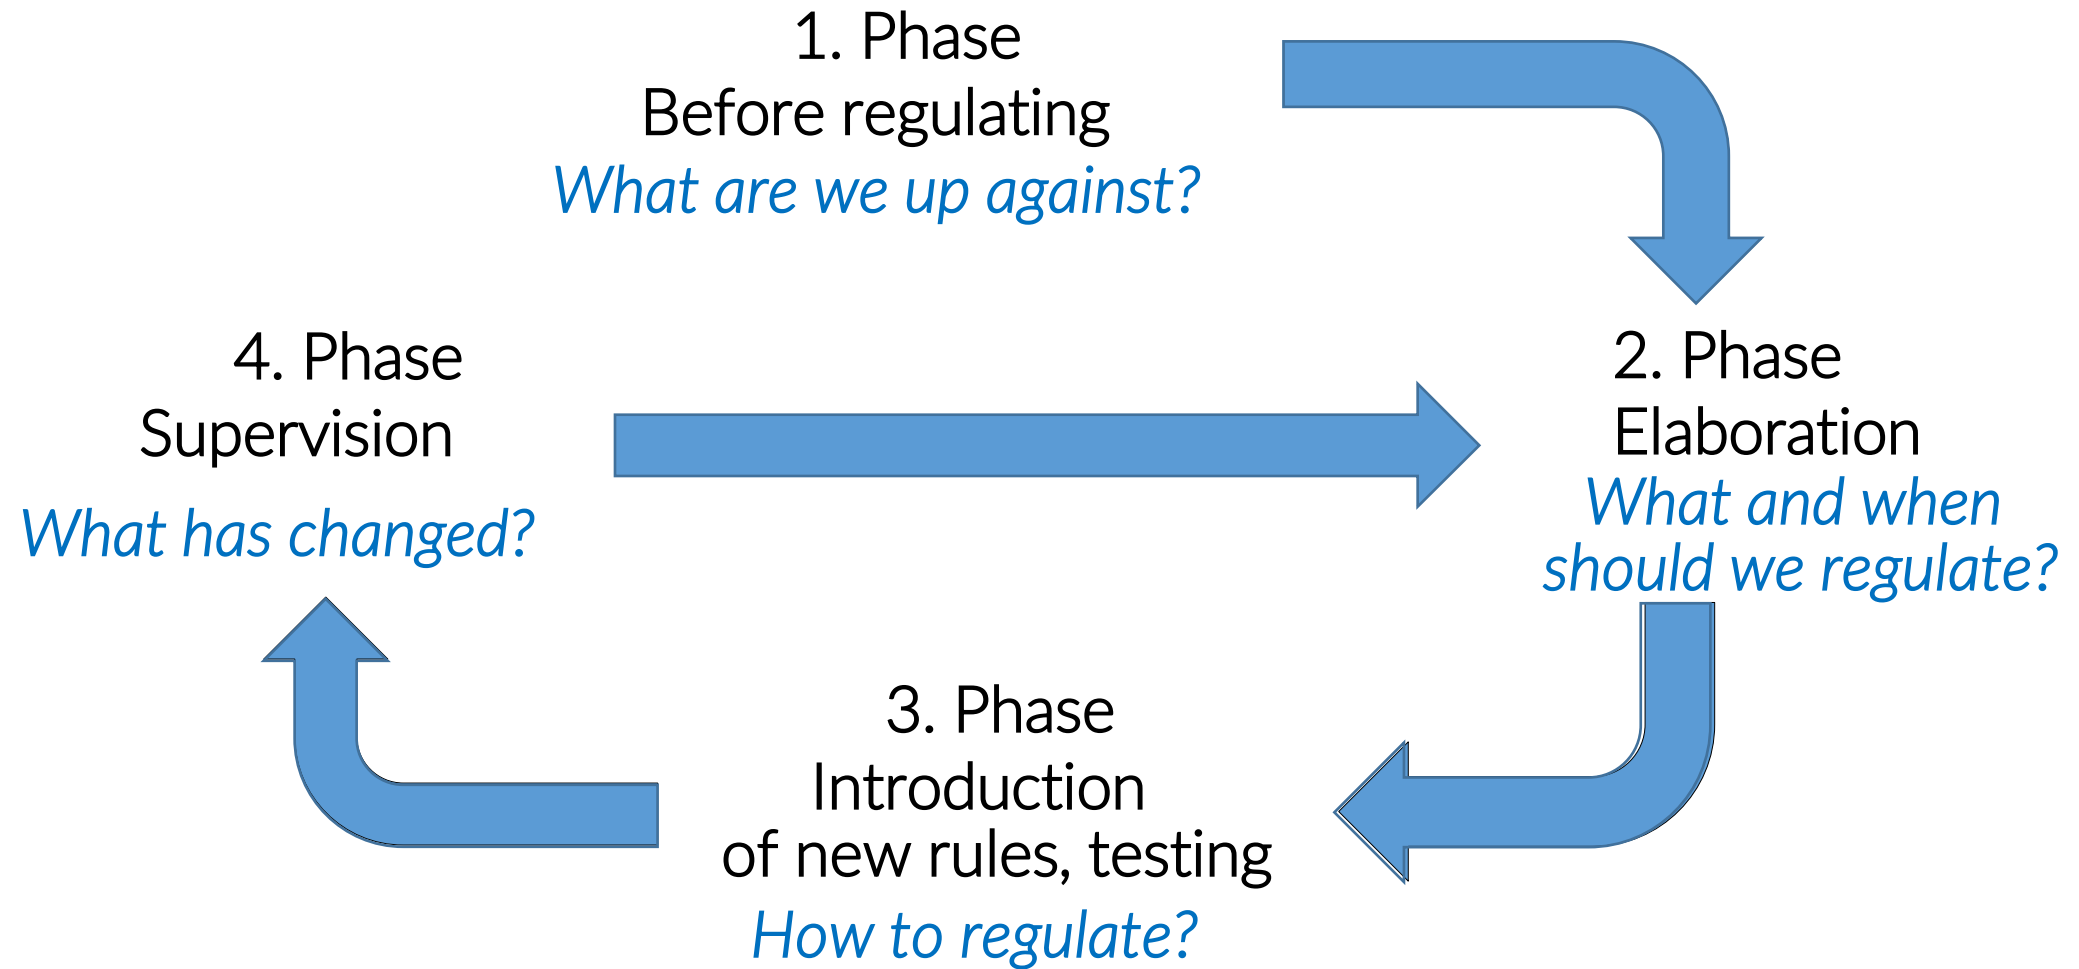 1. Phase
Before regulating
What are we up against?
4. Phase
Supervision
What has changed?
2. Phase
Elaboration
What and when
should we regulate?
3. Phase
Introduction
of new rules, testing
How to regulate?